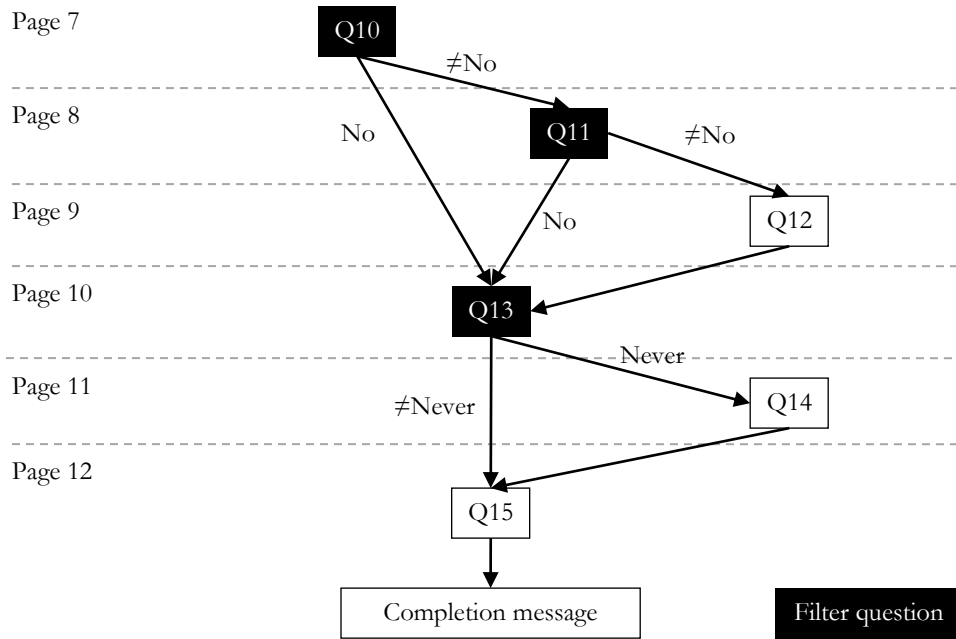 Page 7
Q10
≠No
Page 8
No
Q11
≠No
Page 9
No
Q12
Page 10
Q13
Never
Page 11
≠Never
Q14
Page 12
Q15
Completion message
Filter question